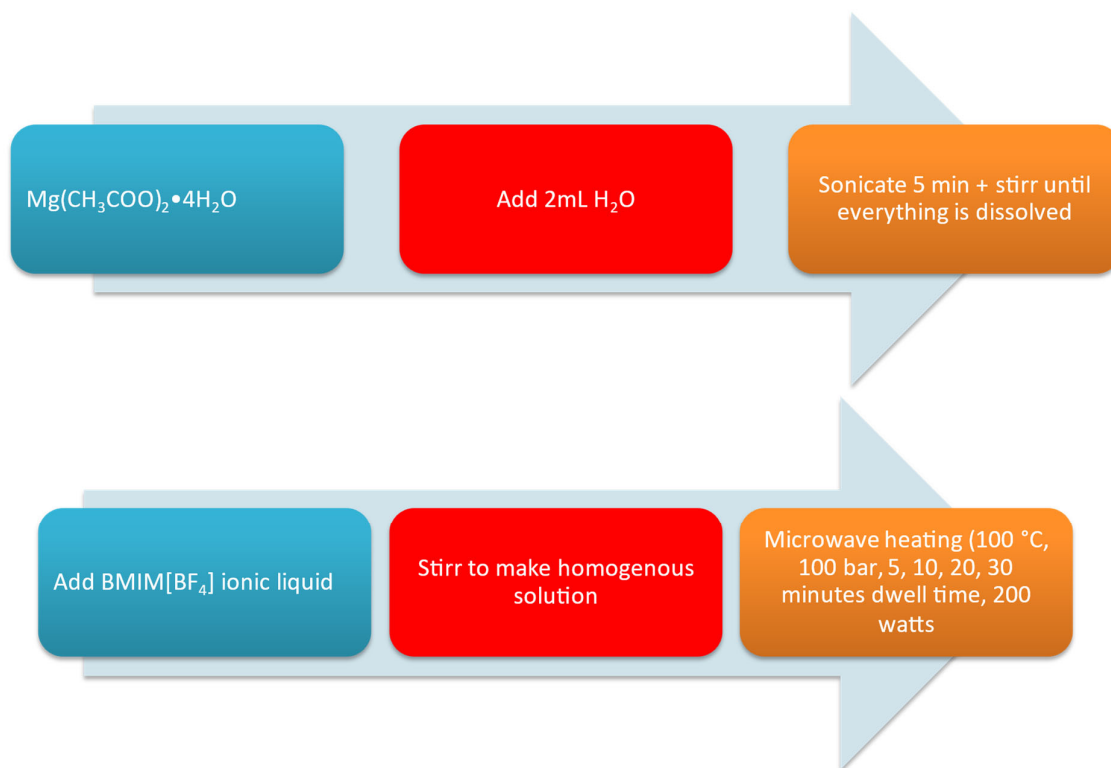 Mg(CH₃COO)₂•4H₂O
Add 2mL H₂O
Sonicate 5 min + stirr until
everything is dissolved
Add BMIM[BF₄] ionic liquid
Stirr to make homogenous
solution
Microwave heating (100 °C,
100 bar, 5, 10, 20, 30
minutes dwell time, 200
watts